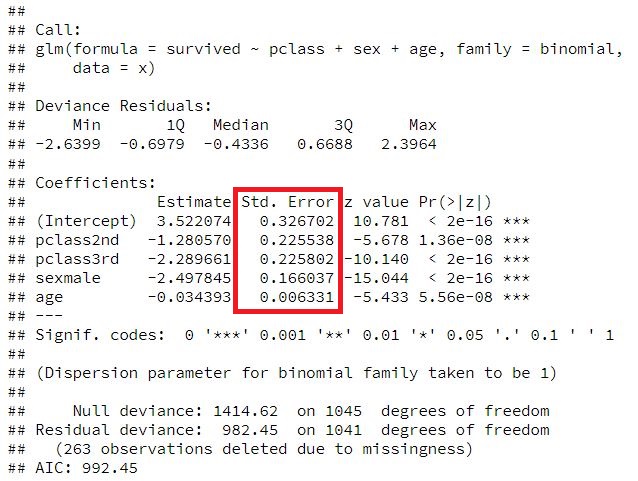 ##
## Call:
## glm(formula = survived ~ pclass + sex + age, family = binomial,
##     data = x)
##
## Deviance Residuals:
##     Min       1Q   Median       3Q      Max
## -2.6399  -0.6979  -0.4336   0.6688   2.3964
##
## Coefficients:
##              Estimate Std. Error z value Pr(>|z|)
## (Intercept)  3.522074   0.326702  10.781  < 2e-16 ***
## pclass2nd   -1.280570   0.225538  -5.678 1.36e-08 ***
## pclass3rd   -2.289661   0.225802 -10.140  < 2e-16 ***
## sexmale     -2.497845   0.166037 -15.044  < 2e-16 ***
## age         -0.034393   0.006331  -5.433 5.56e-08 ***
## ---
## Signif. codes:  0 '***' 0.001 '**' 0.01 '*' 0.05 '.' 0.1 ' ' 1
##
## (Dispersion parameter for binomial family taken to be 1)
##
##     Null deviance: 1414.62  on 1045  degrees of freedom
## Residual deviance:  982.45  on 1041  degrees of freedom
##   (263 observations deleted due to missingness)
## AIC: 992.45